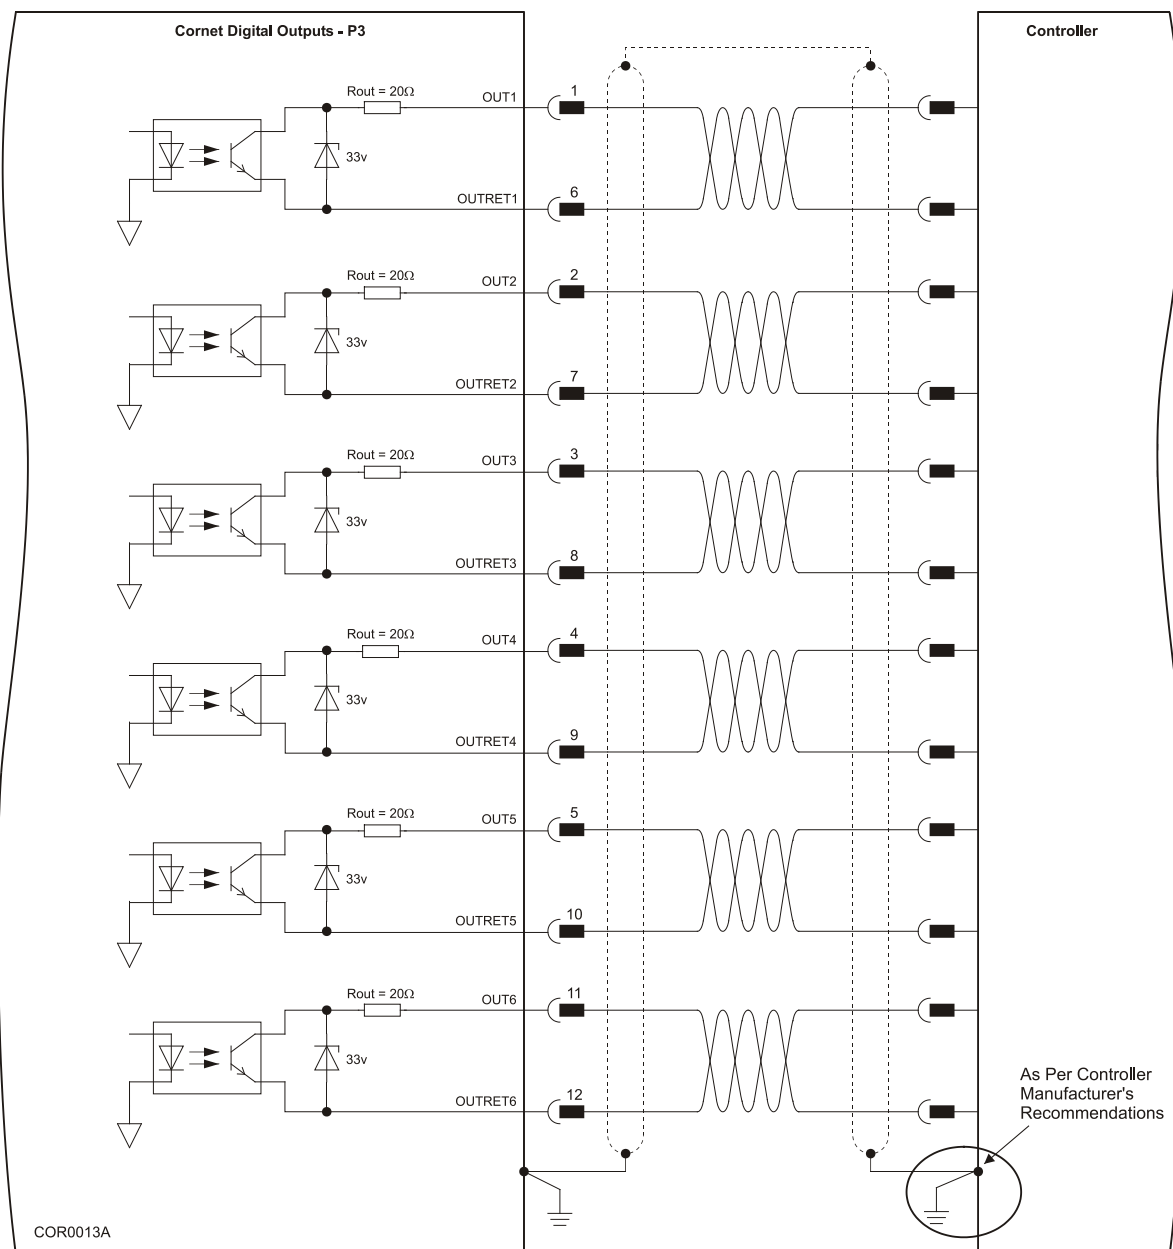 Cornet Digital Outputs - P3
Controller
Rout = 20Ω
OUT1
1
33v
OUTRET1
6
Rout = 20Ω
OUT2
2
33v
OUTRET2
7
Rout = 20Ω
OUT3
3
33v
OUTRET3
8
Rout = 20Ω
OUT4
4
33v
OUTRET4
9
Rout = 20Ω
OUT5
5
33v
OUTRET5
10
Rout = 20Ω
OUT6
11
33v
OUTRET6
12
As Per Controller
Manufacturer's
Recommendations
COR0013A